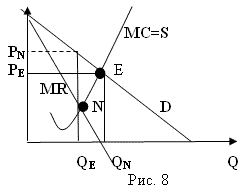 MC=S
P_N
P_E
E
MR
N
D
Q_E Q_N Q
Рис. 8